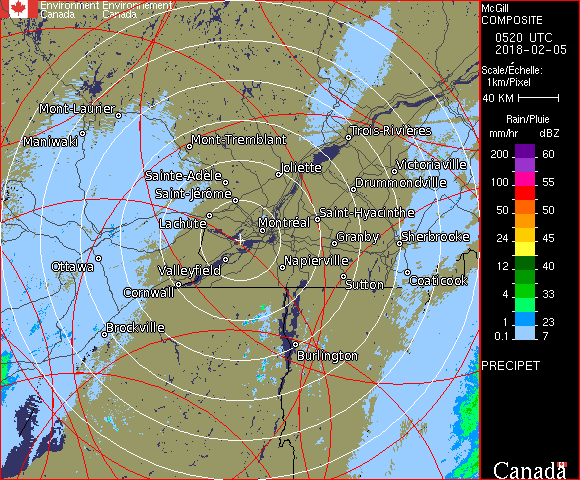 Environment Environnement
Canada Canada
McGill
COMPOSITE
0520 UTC
2018-02-05
Scale/Échelle:
1km/Pixel
40 KM
Rain/Pluie
mm/hr dBZ
200 60
100 55
50 50
24 45
12 40
4 33
1 23
0.1 7
PRECIPET
Canada
Mont-Laurier
Maniwaki
Mont-Tremblant
Trois-Rivières
Sainte-Adèle
Joliette
Victoriaville
Saint-Jérôme
Drummondville
Lachute
Montréal
Saint-Hyacinthe
Granby
Sherbrooke
Ottawa
Valleyfield
Napierville
Cornwall
Sutton
Coaticook
Brockville
Burlington